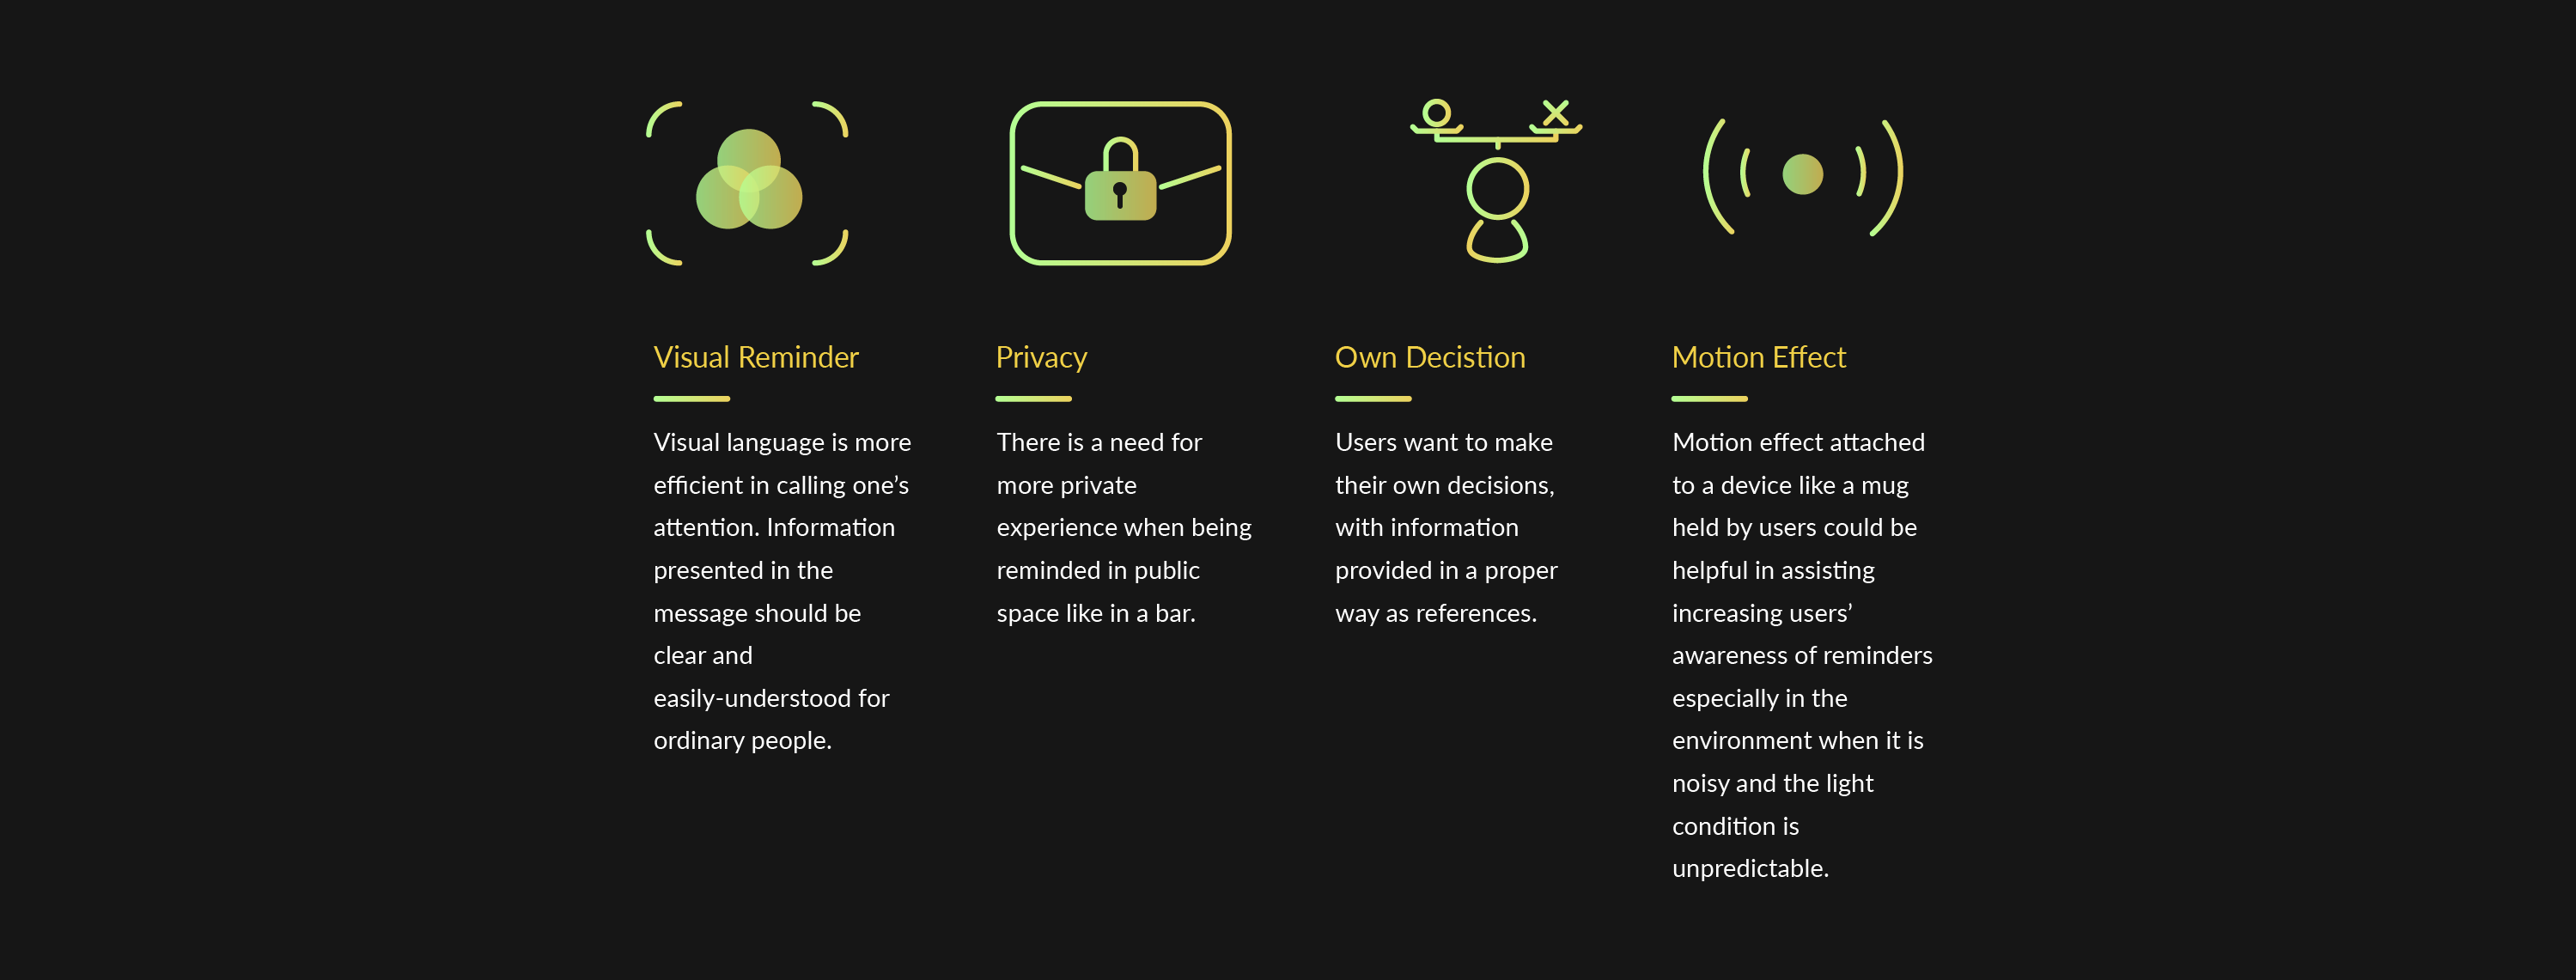 Visual Reminder
Visual language is more
efficient in calling one’s
attention. Information
presented in the
message should be
clear and
easily-understood for
ordinary people.
Privacy
There is a need for
more private
experience when being
reminded in public
space like in a bar.
Own Decistion
Users want to make
their own decisions,
with information
provided in a proper
way as references.
Motion Effect
Motion effect attached
to a device like a mug
held by users could be
helpful in assisting
increasing users’
awareness of reminders
especially in the
environment when it is
noisy and the light
condition is
unpredictable.